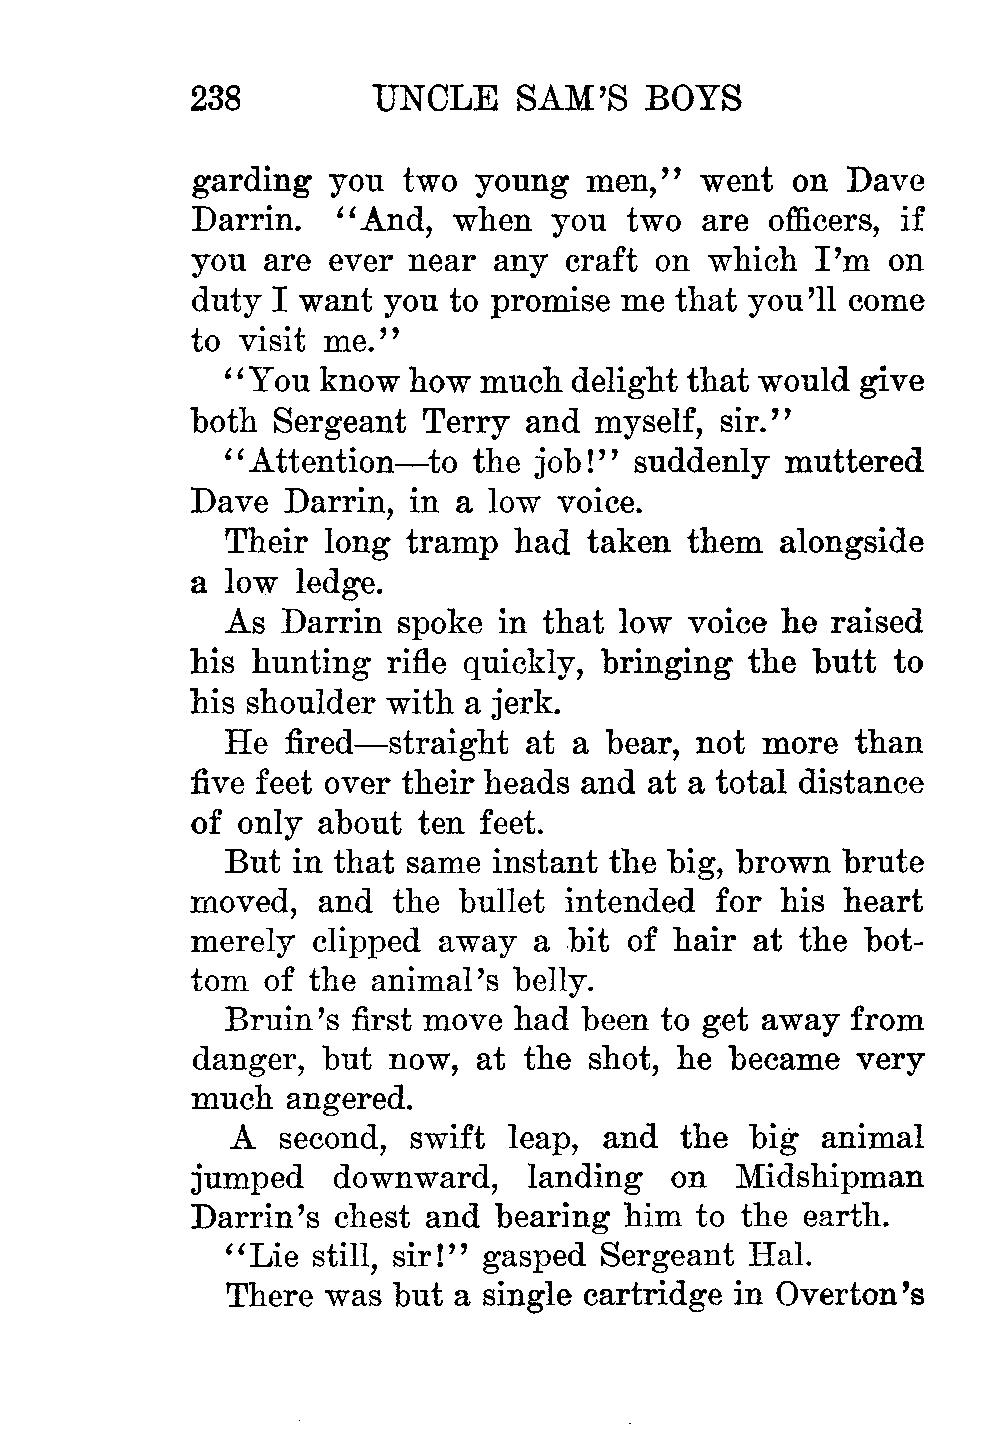 238 UNCLE SAM'S BOYS
garding you two young men," went on Dave
Darrin. "And, when you two are officers, if
you are ever near any craft on which I'm on
duty I want you to promise me that you'll come
to visit me."
"You know how much delight that would give
both Sergeant Terry and myself, sir."
"Attention—to the job!" suddenly muttered
Dave Darrin, in a low voice.
Their long tramp had taken them alongside
a low ledge.
As Darrin spoke in that low voice he raised
his hunting rifle quickly, bringing the butt to
his shoulder with a jerk.
He fired—straight at a bear, not more than
five feet over their heads and at a total distance
of only about ten feet.
But in that same instant the big, brown brute
moved, and the bullet intended for his heart
merely clipped away a bit of hair at the bot-
tom of the animal's belly.
Bruin's first move had been to get away from
danger, but now, at the shot, he became very
much angered.
A second, swift leap, and the big animal
jumped downward, landing on Midshipman
Darrin's chest and bearing him to the earth.
"Lie still, sir!" gasped Sergeant Hal.
There was but a single cartridge in Overton's